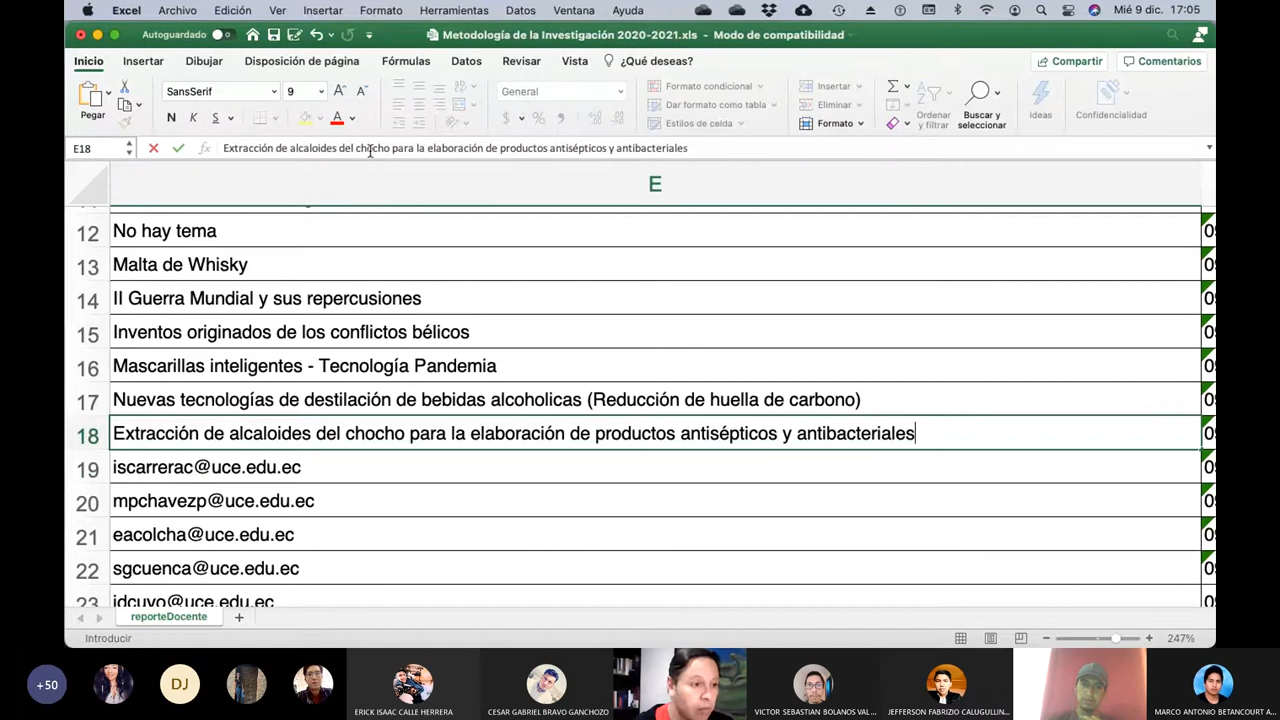 Excel Archivo Edición Ver Insertar Formato Herramientas Datos Ventana Ayuda Mié 9 dic. 17:05
Autoguardado Metodología de la Investigación 2020-2021.xls - Modo de compatibilidad
Inicio Insertar Dibujar Disposición de página Fórmulas Datos Revisar Vista ¿Qué deseas? Compartir Comentarios
Pegar SansSerif 9 General Formato condicional Insertar
N K S Dar formato como tabla Eliminar
Estilos de celda Formato Ordenar y filtrar Buscar y seleccionar Ideas Confidencialidad
E18 fx Extracción de alcaloides del chocho para la elaboración de productos antisépticos y antibacteriales
E
12 No hay tema
13 Malta de Whisky
14 II Guerra Mundial y sus repercusiones
15 Inventos originados de los conflictos bélicos
16 Mascarillas inteligentes - Tecnología Pandemia
17 Nuevas tecnologías de destilación de bebidas alcoholicas (Reducción de huella de carbono)
18 Extracción de alcaloides del chocho para la elaboración de productos antisépticos y antibacteriales
19 iscarrerac@uce.edu.ec
20 mpchavezp@uce.edu.ec
21 eacolcha@uce.edu.ec
22 sgcuenca@uce.edu.ec
23 jdcuyo@uce.edu.ec
reporteDocente
Introducir 247%
+50 DJ ERICK ISAAC CALLE HERRERA CESAR GABRIEL BRAVO GANCHOZO VICTOR SEBASTIAN BOLANOS VAL... JEFFERSON FABRIZIO CALUGULLIN... MARCO ANTONIO BETANCOURT A...